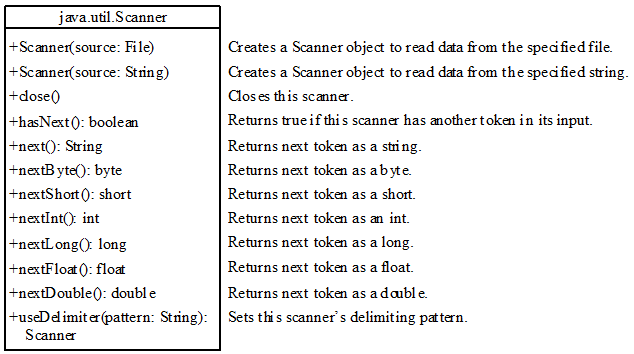 java.util.Scanner
+Scanner(source: File) Creates a Scanner object to read data from the specified file.
+Scanner(source: String) Creates a Scanner object to read data from the specified string.
+close() Closes this scanner.
+hasNext(): boolean Returns true if this scanner has another token in its input.
+next(): String Returns next token as a string.
+nextByte(): byte Returns next token as a byte.
+nextShort(): short Returns next token as a short.
+nextInt(): int Returns next token as an int.
+nextLong(): long Returns next token as a long.
+nextFloat(): float Returns next token as a float.
+nextDouble(): double Returns next token as a double.
+useDelimiter(pattern: String): Sets this scanner's delimiting pattern.
Scanner